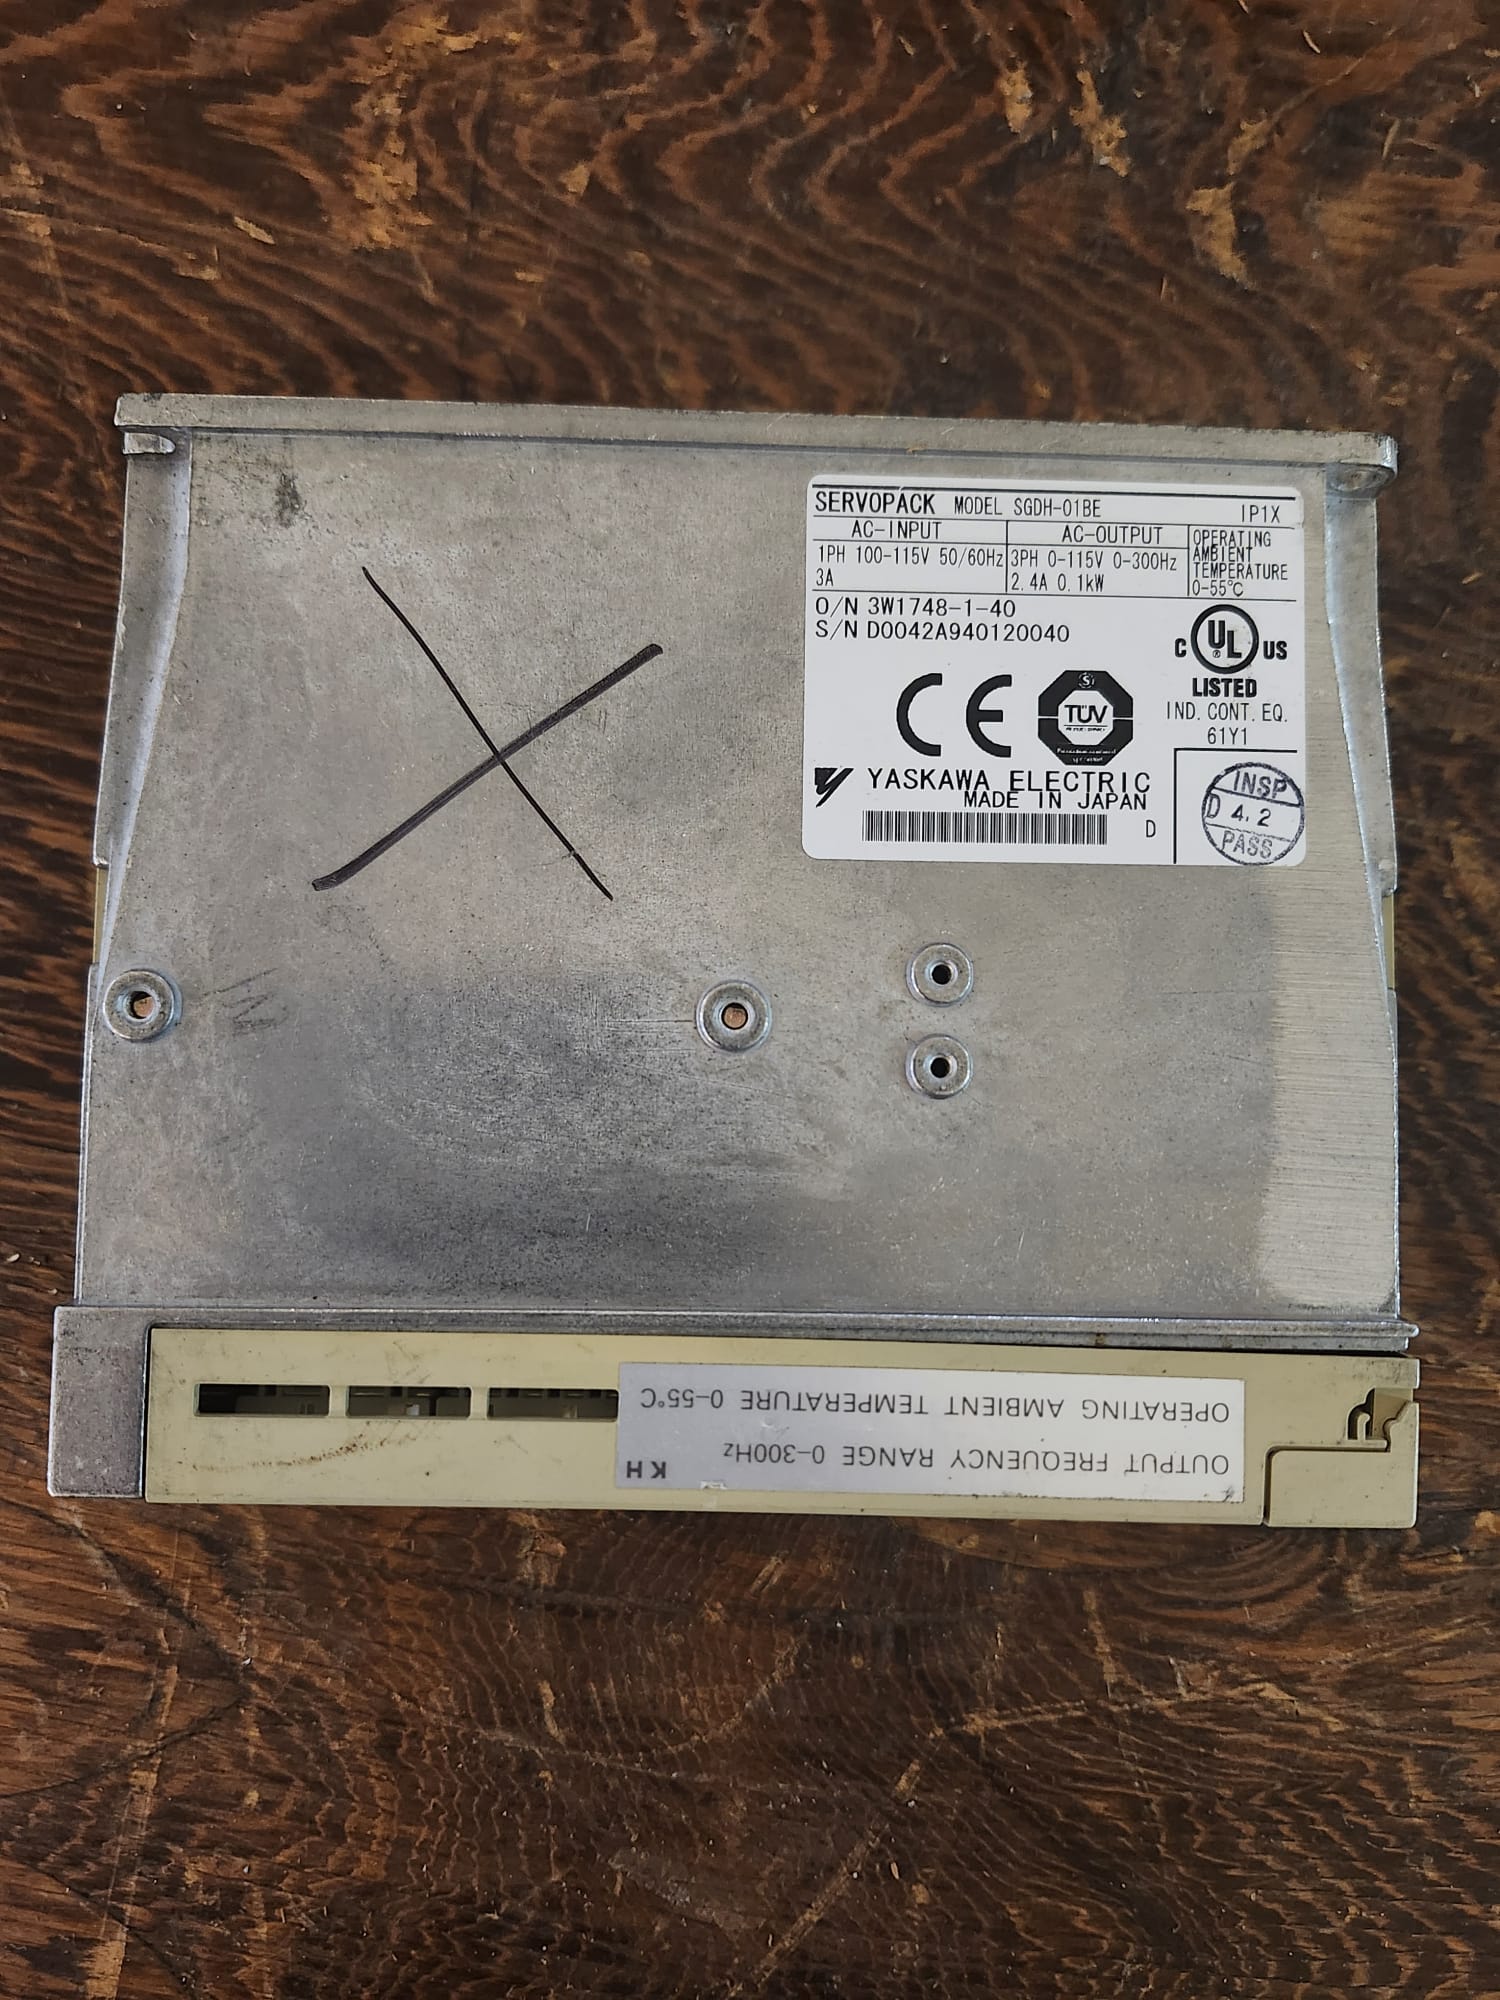 SERVOPACK MODEL SGDH-01BE IP1X
AC-INPUT
1PH 100-115V 50/60Hz
3A
AC-OUTPUT
3PH 0-115V 0-300Hz
2.4A 0.1kW
OPERATING
AMBIENT
TEMPERATURE
0-55℃
O/N 3W1748-1-40
S/N D0042A940120040
C UL ® US
LISTED
IND. CONT. EQ.
61Y1
CE
S
TÜV
YASKAWA ELECTRIC
MADE IN JAPAN
D
INSP
D 4.2
PASS
OPERATING AMBIENT TEMPERATURE 0-55℃
OUTPUT FREQUENCY RANGE 0-300Hz
KH